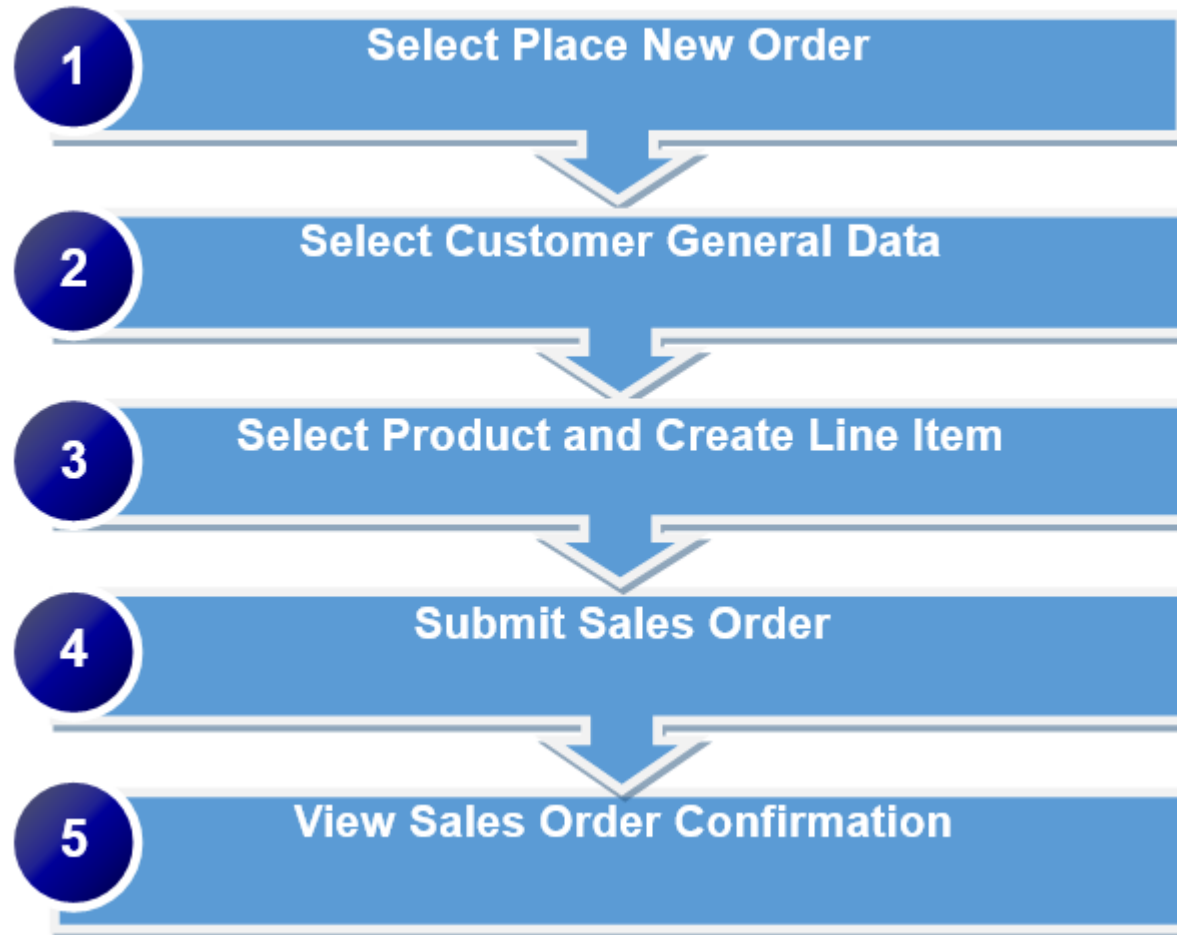 1
Select Place New Order
2
Select Customer General Data
3
Select Product and Create Line Item
4
Submit Sales Order
5
View Sales Order Confirmation